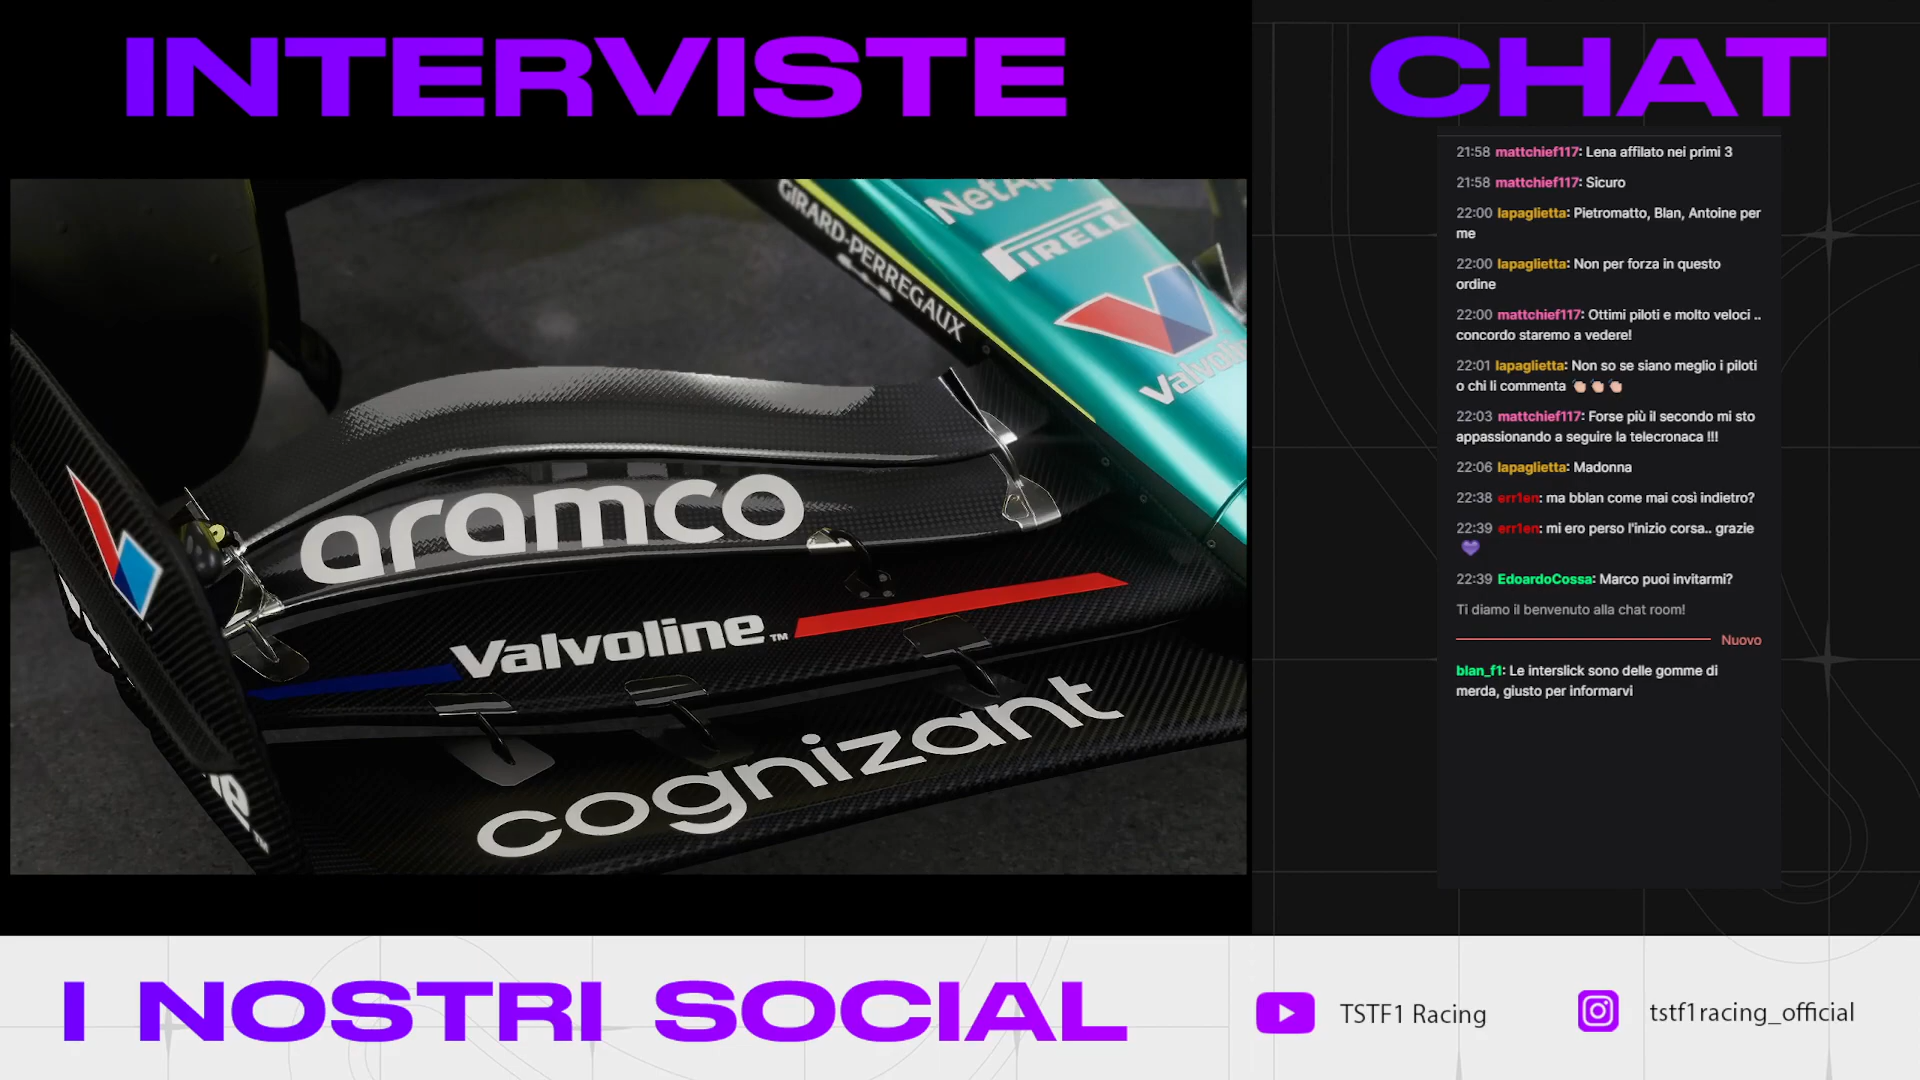 INTERVISTE
CHAT
GIRARD-PERREGAUX
PIRELLI
Valvoline
aramco
Valvoline™
cognizant
21:58 mattchief117: Lena affilato nei primi 3
21:58 mattchief117: Sicuro
22:00 lapaglietta: Pietromatto, Blan, Antoine per
me
22:00 lapaglietta: Non per forza in questo
ordine
22:00 mattchief117: Ottimi piloti e molto veloci ..
concordo staremo a vedere!
22:01 lapaglietta: Non so se siano meglio i piloti
o chi li commenta 👏🏻👏🏻👏🏻
22:03 mattchief117: Forse più il secondo mi sto
appassionando a seguire la telecronaca !!!
22:06 lapaglietta: Madonna
22:38 err1en: ma bblan come mai così indietro?
22:39 err1en: mi ero perso l'inizio corsa.. grazie
💜
22:39 EdoardoCossa: Marco puoi invitarmi?
Ti diamo il benvenuto alla chat room!
Nuovo
blan_f1: Le interslick sono delle gomme di
merda, giusto per informarvi
I NOSTRI SOCIAL
TSTF1 Racing
tstf1racing_official